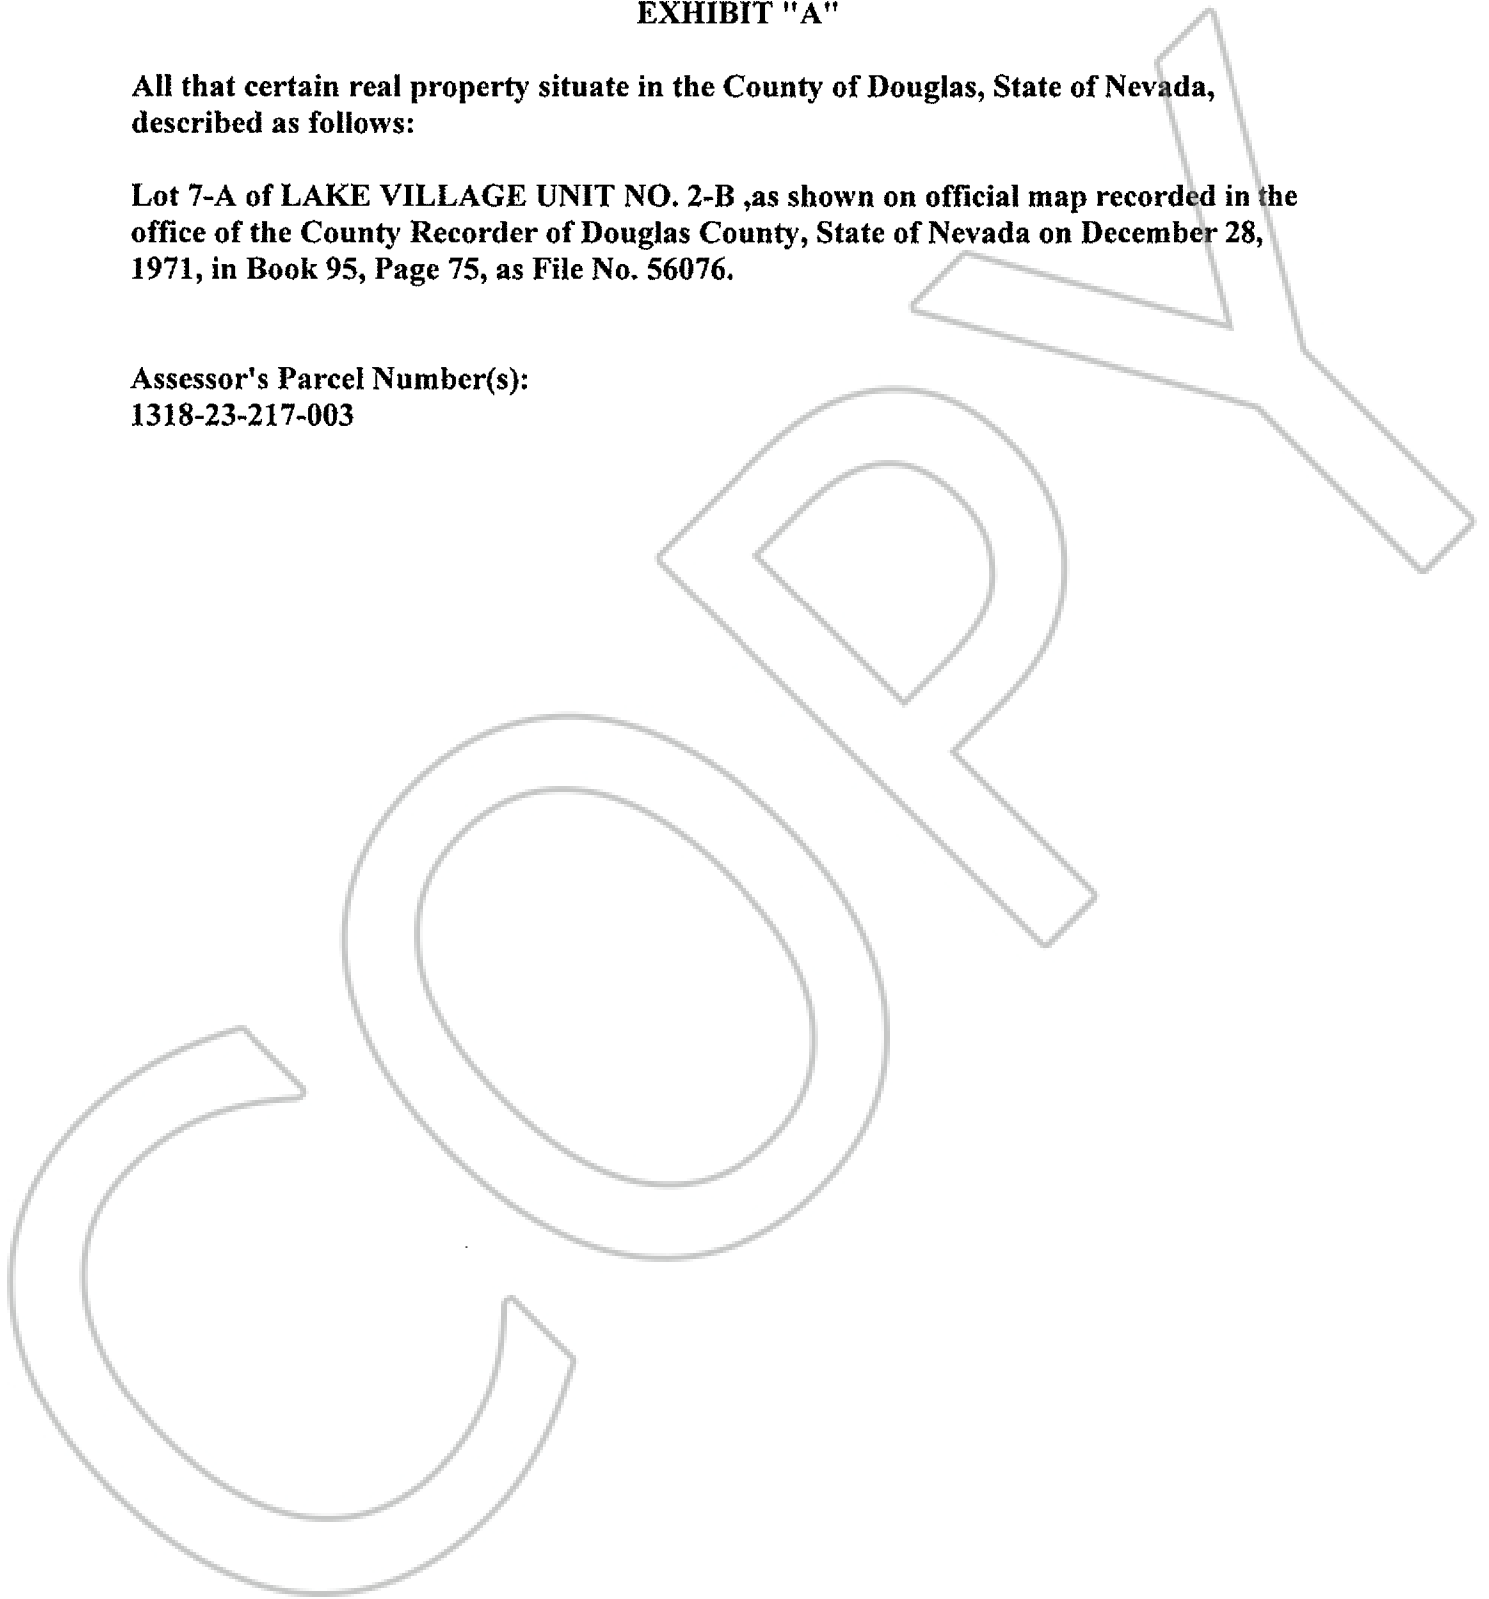 EXHIBIT "A"
All that certain real property situate in the County of Douglas, State of Nevada,
described as follows:
Lot 7-A of LAKE VILLAGE UNIT NO. 2-B ,as shown on official map recorded in the
office of the County Recorder of Douglas County, State of Nevada on December 28,
1971, in Book 95, Page 75, as File No. 56076.
Assessor's Parcel Number(s):
1318-23-217-003
COPY